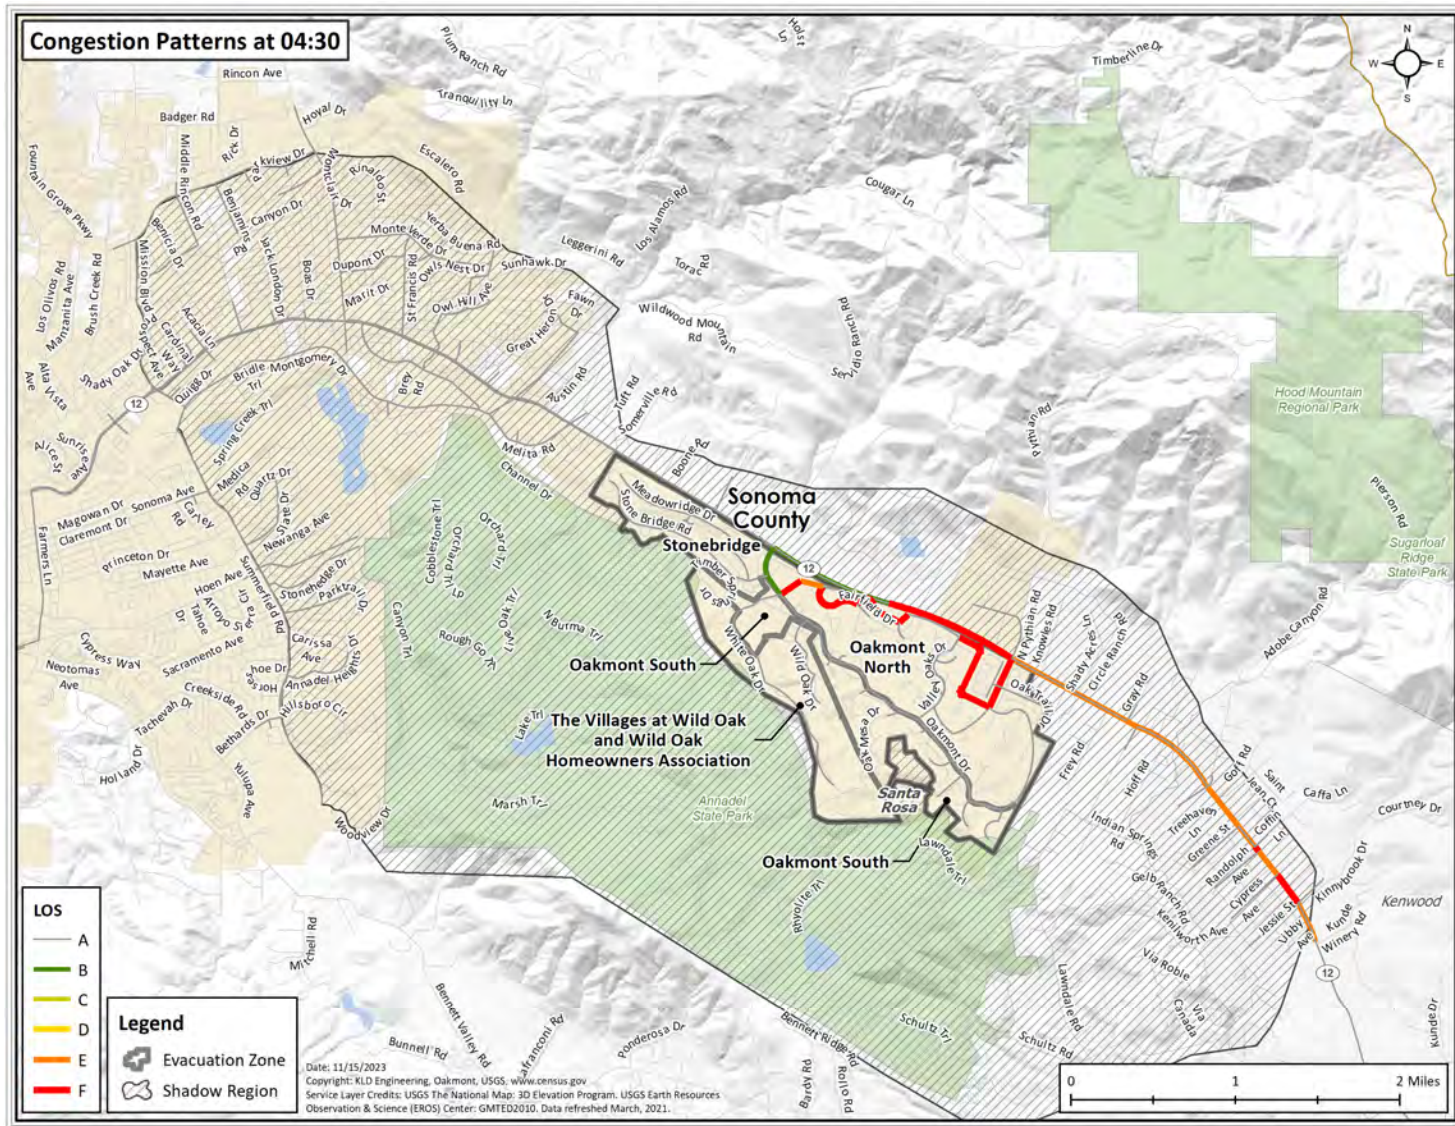 Congestion Patterns at 04:30
Rincon Ave
Plum Ranch Rd
Tranquility Ln
Holst
Ln
Timberline Dr
N
W
E
S
Badger Rd
Hoyal Dr
Middle Rincon Rd
Rick Dr
Parkview Dr
Montclair Dr
Rinaldo St
Escalero Rd
Fountain Grove Pkwy
Benjamins
Rd
Canyon Dr
Yerba Buena Rd
Monte Verde Dr
Benicia Dr
Jack London Dr
Dupont Dr
Boas Dr
Marit Dr
St Francis Rd
Owls Nest Dr
Sunhawk Dr
Owl Hill Ave
Leggerini Rd
Los Alamos Rd
Torac Rd
Cougar Ln
Los Olivos Rd
Manzanita Ave
Brush Creek Rd
Mission Blvd
Prospect Ave
Acacia Ln
Cardinal
Way
Great Heron
Dr
Fawn
Dr
Wildwood Mountain
Rd
Shady Oak Dr
Alta Vista
Ave
Quigg Dr
Bridle
Trl
Montgomery Dr
Brey
Rd
Austin Rd
Tuft Rd
Somerville Rd
Hood Mountain
Regional Park
12
Sunrise Ave
Alice St
Spring Creek Trl
Medica
Rd
Quartz Dr
Melita Rd
Channel Dr
Boone Rd
Pythian Rd
Pierson Rd
Sugarloaf
Ridge
State Park
Magowan Dr
Sonoma Ave
Claremont Dr
Farmers Ln
Newanga Ave
Cobblestone Trl
Orchard Trl
Orchard Trl
Meadowridge Dr
Stone Bridge Rd
Sonoma
County
Stonebridge
12
Princeton Dr
Mayette Ave
Hoen Ave
Summerfield Rd
Stonehedge Dr
Parktrail Dr
Arroyo
Tahoe
Dr
Sacramento Ave
Cypress Way
Neotomas
Ave
Carissa
Ave
Annadel Heights Dr
Hillsboro Cir
Creekside Rd
Tachevah Dr
Bethards Dr
Holland Dr
Yulupa Ave
Canyon Trl
Rough Go Trl
Live Oak Trl
N Burma Trl
Lake Trl
Marsh Trl
Woodview Dr
Fairfield Dr
Oakmont
North
Oakmont South
White Oak Dr
Wild Oak Dr
Valley Oaks Dr
Oak Trail Dr
N Pythian Rd
Knowles Rd
Shady Acres Ln
Circle Ranch Rd
Gray Rd
Adobe Canyon Rd
The Villages at Wild Oak
and Wild Oak
Homeowners Association
Oak Mesa Dr
Oakmont Dr
Santa
Rosa
Annadel
State Park
Oakmont South
Lawndale Trl
Frey Rd
Hoff Rd
Goff Rd
Saint
Jean Ct
Caffa Ln
Courtney Dr
Indian Springs
Rd
Treehaven
Ln
Greene St
Coffin
Ln
Randolph
Ave
Gelb Ranch Rd
Cypress
Ave
Kinnybrook Dr
Kenwood
Jessie St
Libby
Ave
Kunde
Winery Rd
Kenilworth Ave
Via Roble
Via
Canada
12
Kunde Dr
Rhyolite Trl
Lawndale Rd
Schultz Trl
Schultz Rd
Bennett Ridge Rd
Mitchell Rd
Bennett Valley Rd
Bunnell Rd
Ponderosa Dr
Bardy Rd
Rollo Rd
LOS
A
B
C
D
E
F
Legend
Evacuation Zone
Shadow Region
Date: 11/15/2023
Copyright: KLD Engineering, Oakmont, USGS, www.census.gov
Service Layer Credits: USGS The National Map: 3D Elevation Program. USGS Earth Resources
Observation & Science (EROS) Center: GMTED2010. Data refreshed March, 2021.
0 1 2 Miles